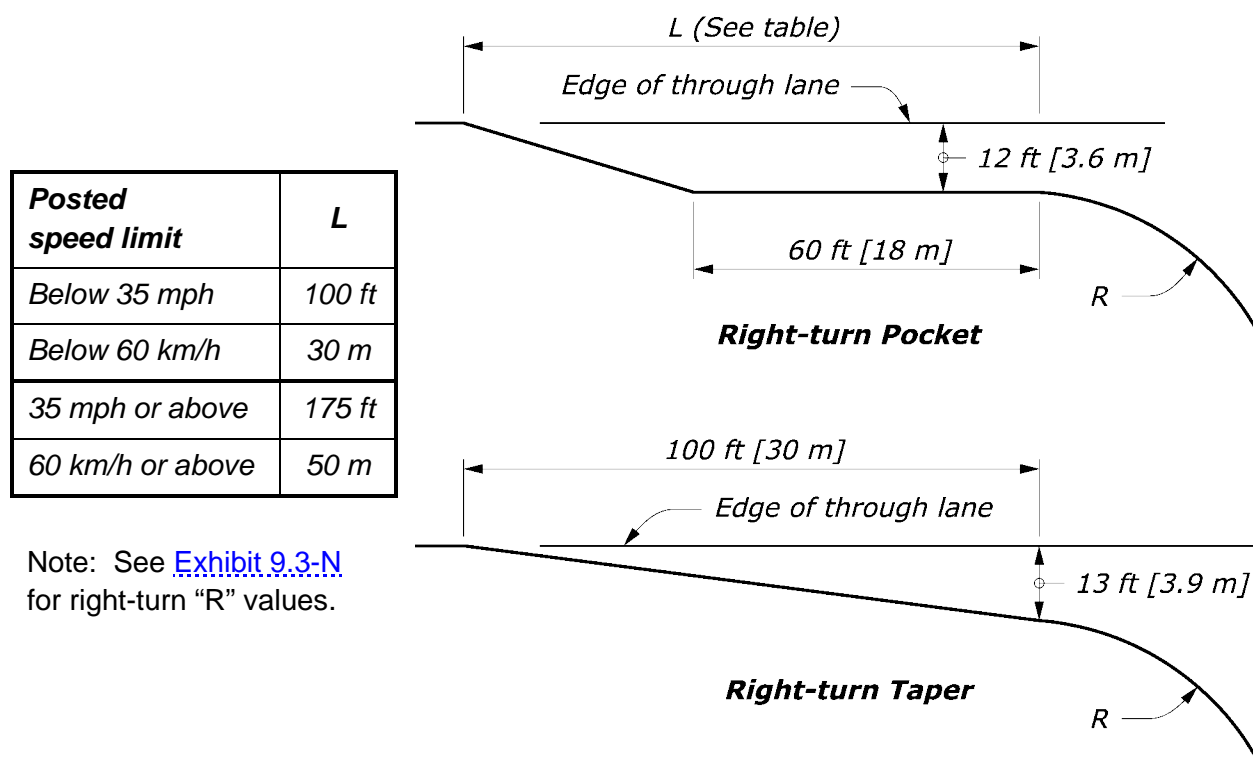 L (See table)
Edge of through lane
12 ft [3.6 m]
60 ft [18 m]
R
Right-turn Pocket
Posted
speed limit
L
Below 35 mph 100 ft
Below 60 km/h 30 m
35 mph or above 175 ft
60 km/h or above 50 m
Note: See Exhibit 9.3-N
for right-turn “R” values.
100 ft [30 m]
Edge of through lane
13 ft [3.9 m]
Right-turn Taper
R